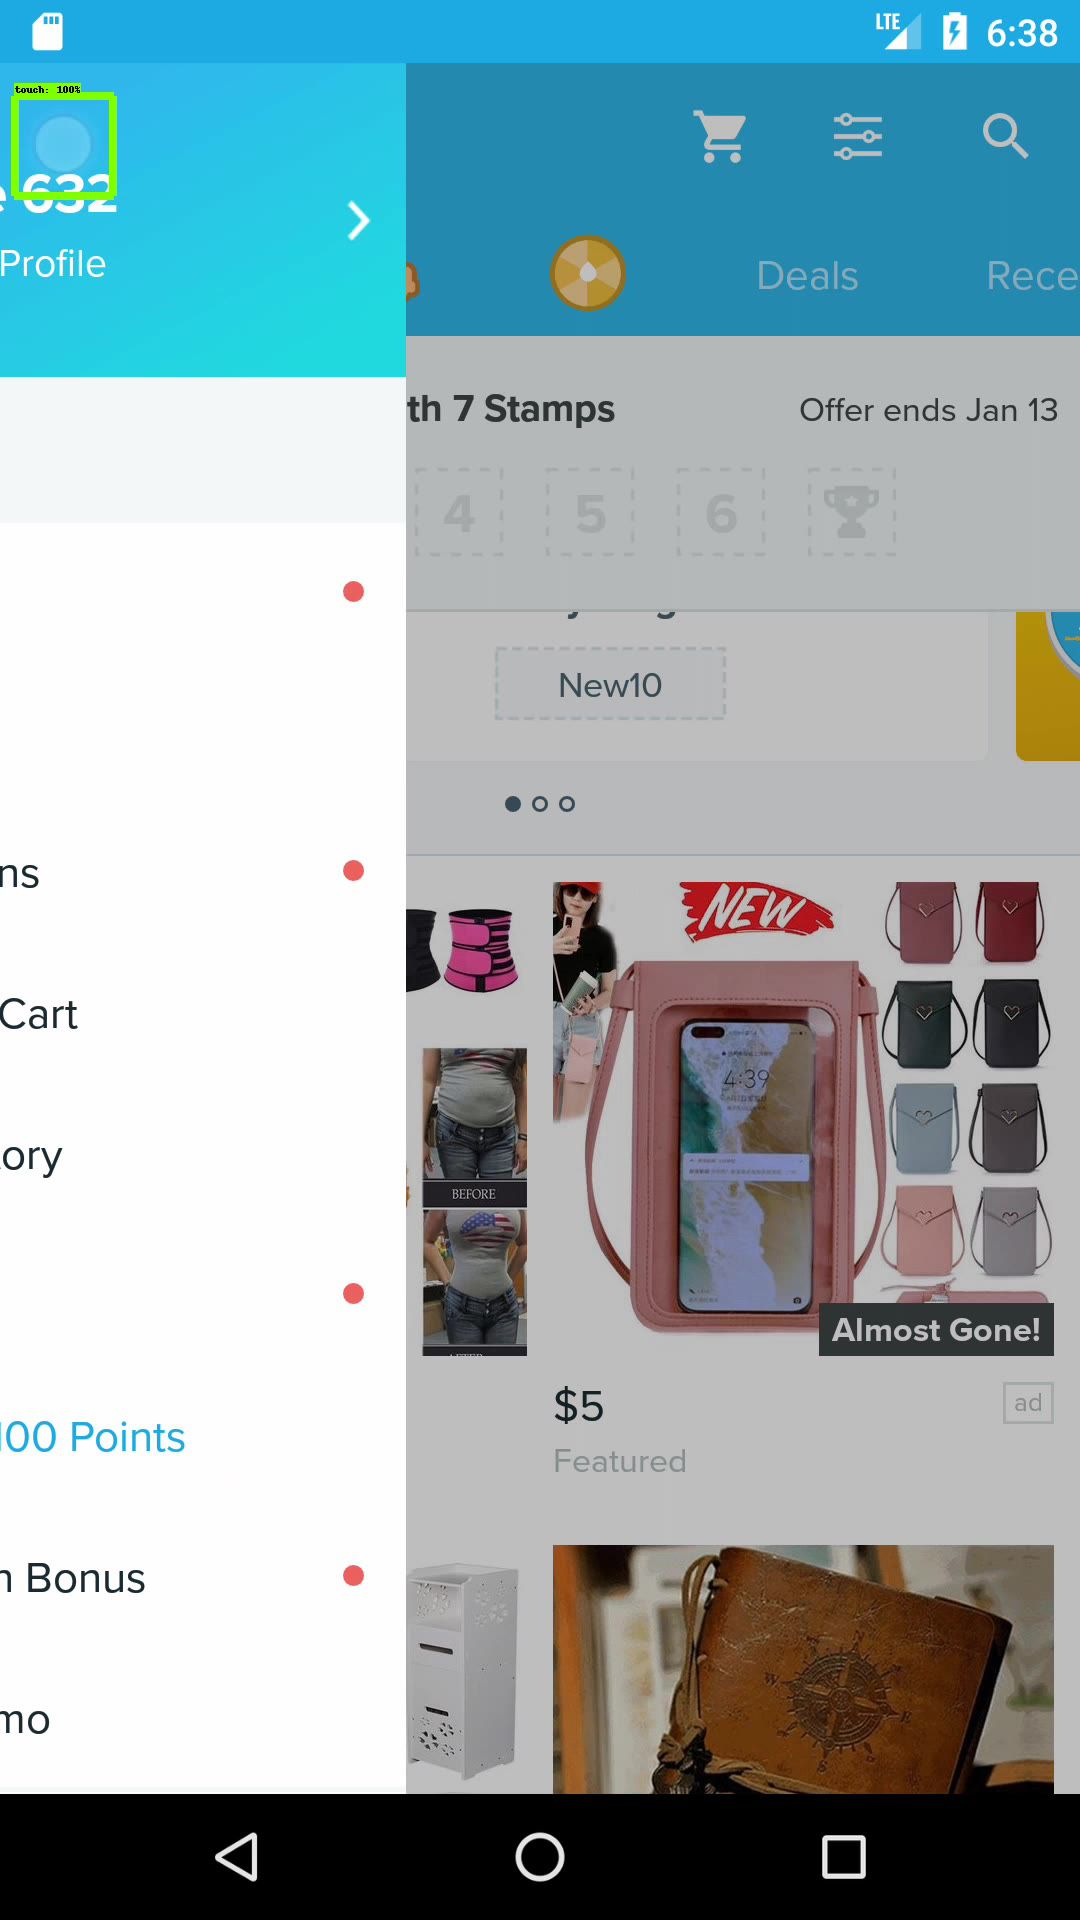 LTE 6:38
touch: 100%
e 632
Profile
Deals
Rece
th 7 Stamps
Offer ends Jan 13
4
5
6
New10
ns
Cart
ory
100 Points
n Bonus
mo
NEW
4:39
BEFORE
Almost Gone!
$5
ad
Featured